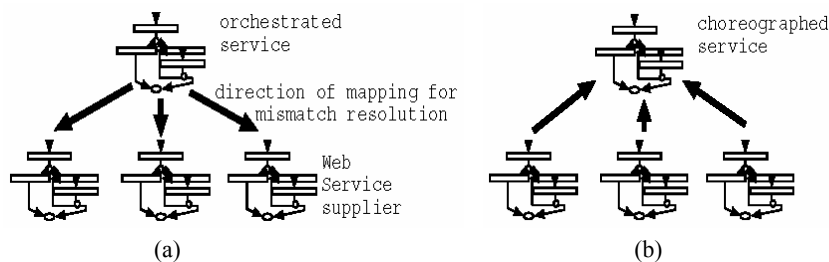 orchestrated
service
direction of mapping for
mismatch resolution
Web
Service
supplier
(a)
choreographed
service
(b)